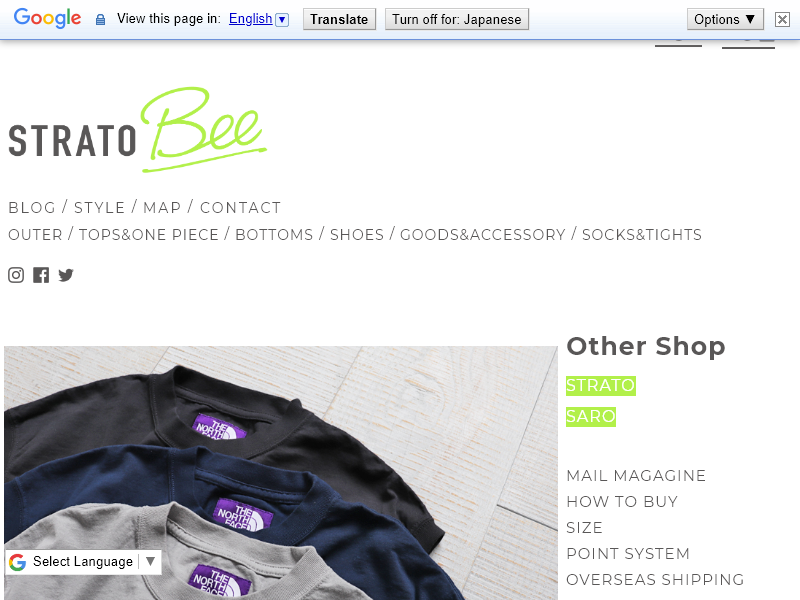 Google View this page in: English Translate Turn off for: Japanese Options ▼
STRATO Bee
BLOG / STYLE / MAP / CONTACT
OUTER / TOPS&ONE PIECE / BOTTOMS / SHOES / GOODS&ACCESSORY / SOCKS&TIGHTS
Other Shop
STRATO
SARO
THE
NORTH
FACE
THE
NORTH
FACE
THE
NORTH
FACE
MAIL MAGAGINE
HOW TO BUY
SIZE
POINT SYSTEM
OVERSEAS SHIPPING
Select Language ▼